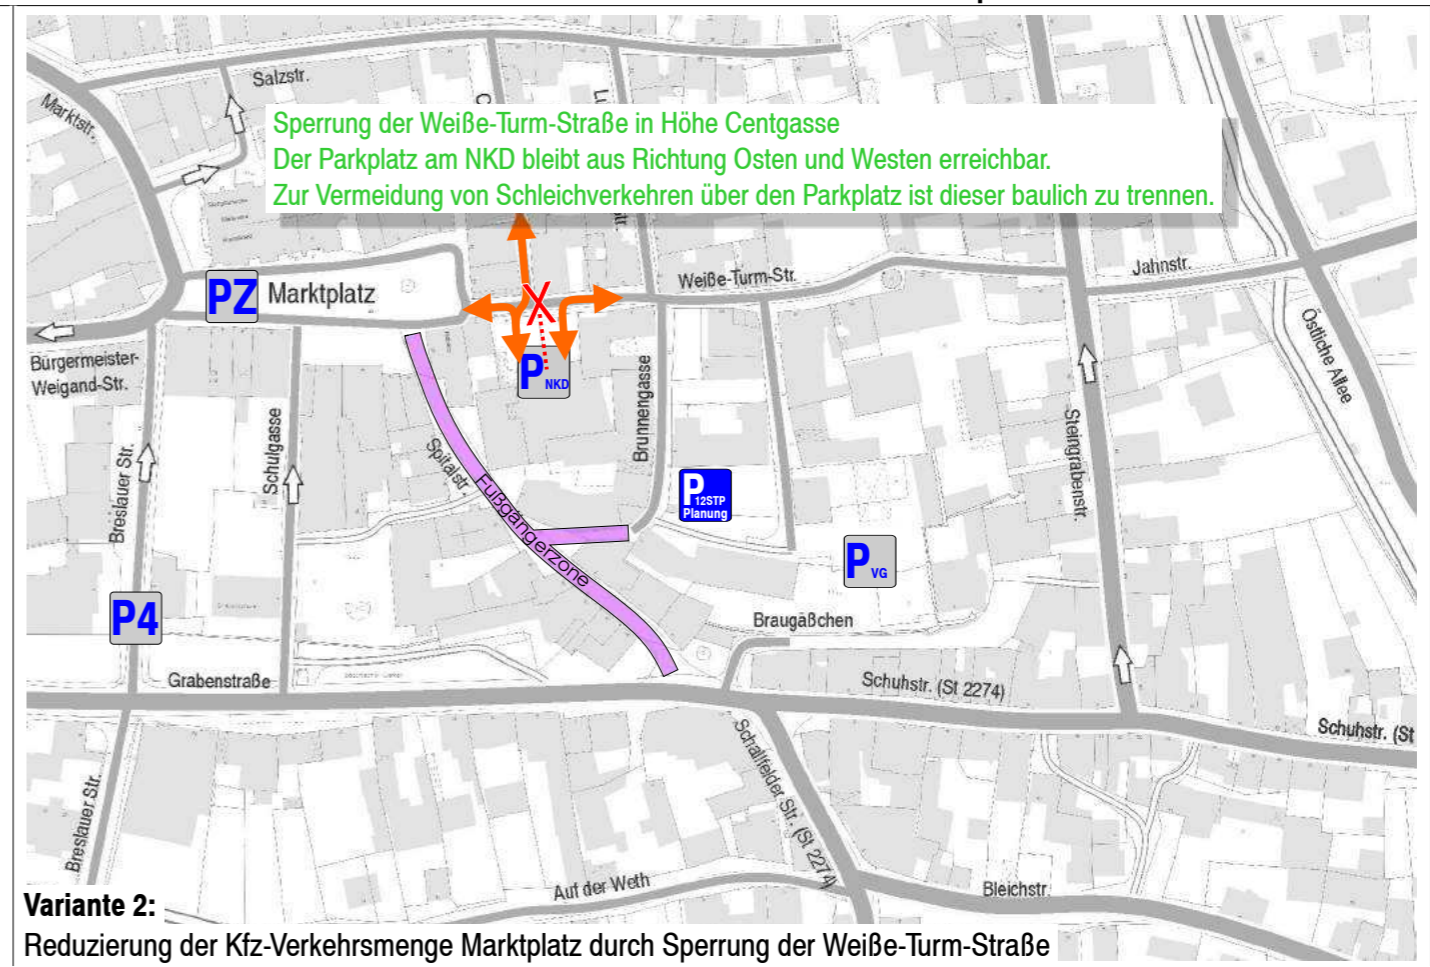 Salzstr.
Marktstr.
Sperrung der Weiße-Turm-Straße in Höhe Centgasse
Der Parkplatz am NKD bleibt aus Richtung Osten und Westen erreichbar.
Zur Vermeidung von Schleichverkehren über den Parkplatz ist dieser baulich zu trennen.
Weiße-Turm-Str.
Jahnstr.
PZ Marktplatz
X
Östliche Allee
Bürgermeister-
Weigand-Str.
P NKD
Brunnengasse
Steingrabenstr.
Schulgasse
Breslauer Str.
Spitalstr.
Fußgängerzone
P 12STP
Planung
P VG
P4
Braugäßchen
Grabenstraße
Schuhstr. (St 2274)
Schuhstr. (St
Schallfelder Str. (St 2274)
Breslauer Str.
Auf der Weth
Bleichstr.
Variante 2:
Reduzierung der Kfz-Verkehrsmenge Marktplatz durch Sperrung der Weiße-Turm-Straße